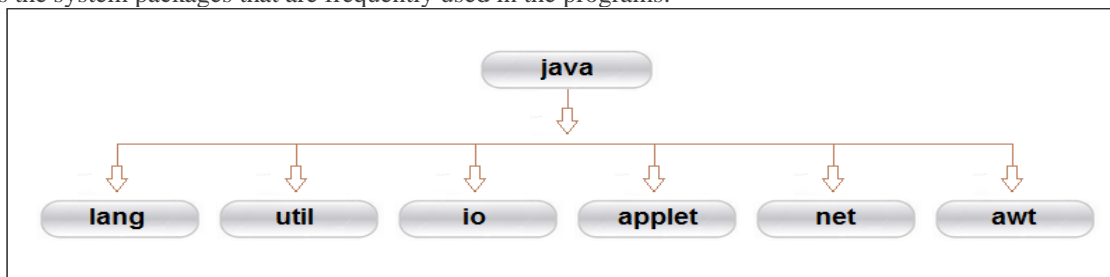 the system packages that are frequently used in the programs.
java
lang util io applet net awt